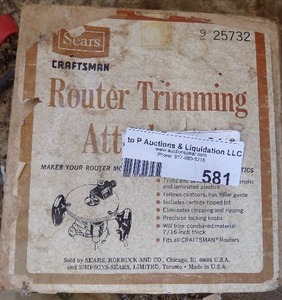 Sears
9 25732
CRAFTSMAN
Router Trimming
Att
to P Auctions & Liquidation LLC
581
MAKES YOUR ROUTER MO
and laminated plastics
Follows contours, has roller guide
Includes carbide-tipped bit
Eliminates chipping and ripping
Precision locking knobs
Will trim combined material
7/16 inch thick
Fits all CRAFTSMAN Routers
Sold by SEARS, ROEBUCK AND CO., Chicago, Ill. 60684 U.S.A.
and SIMPSONS-SEARS, LIMITED, Toronto • Made in U.S.A.